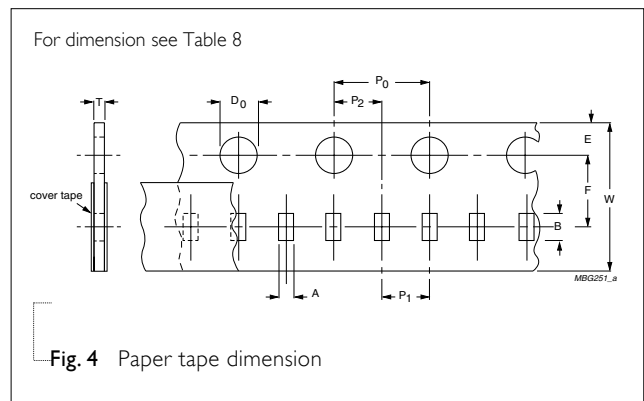 For dimension see Table 8
P0
D0
P2
T
E
F
W
cover tape
B
MBG251_a
A
P1
Fig. 4 Paper tape dimension